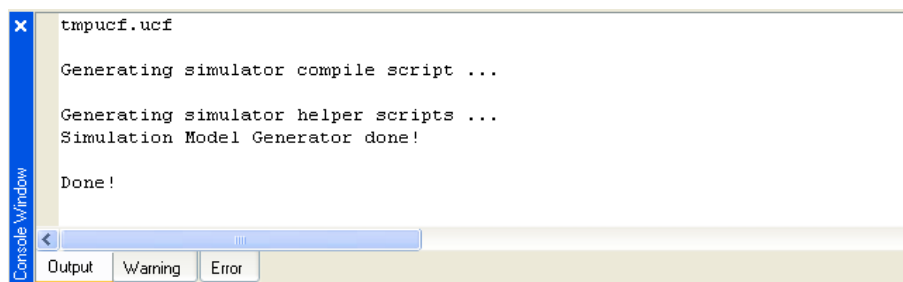 tmpucf.ucf
Generating simulator compile script ...
Generating simulator helper scripts ...
Simulation Model Generator done!
Done!
Console Window
Output Warning Error